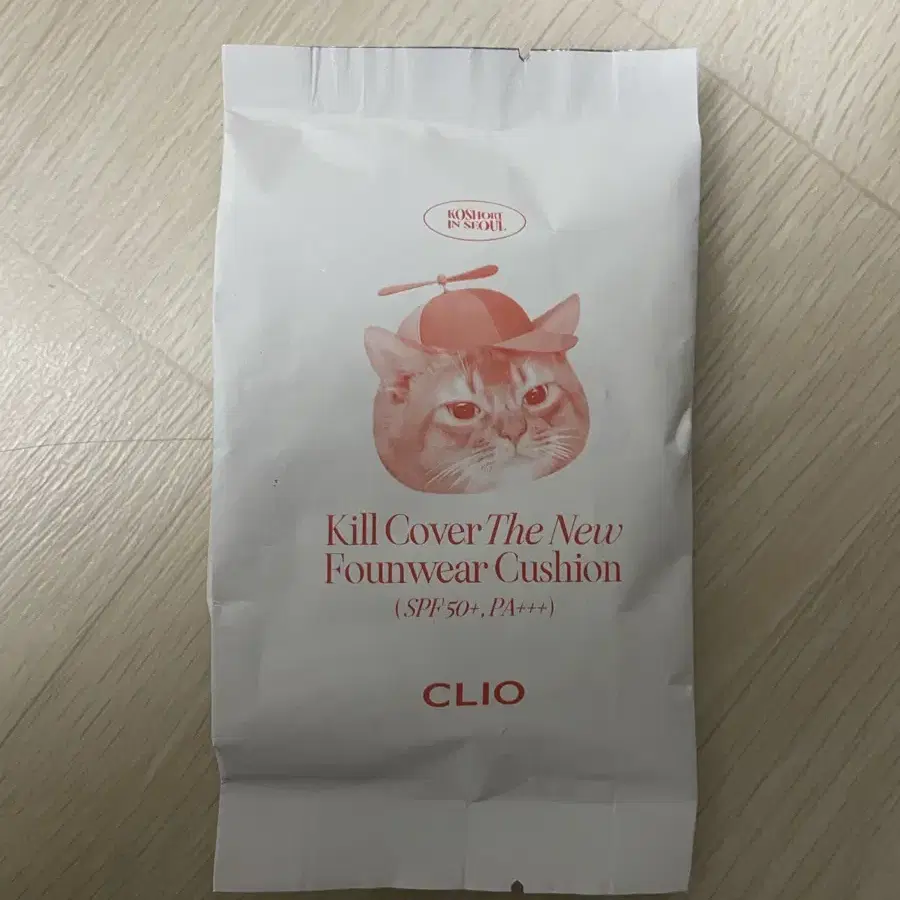 KOSHORT
IN SEOUL
Kill Cover The New
Founwear Cushion
(SPF 50+, PA+++)
CLIO